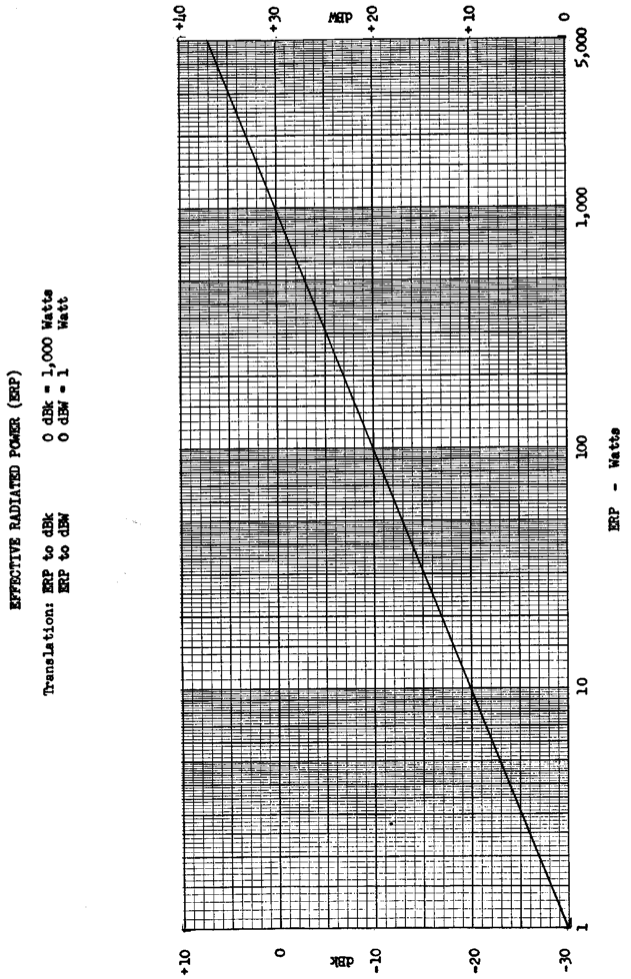 EFFECTIVE RADIATED POWER (ERP)
Translation: ERP to dBk 0 dBk = 1,000 Watts
ERP to dBW 0 dBW = 1 Watt
+10
0
dBk
-10
-20
-30
+40
dBW
+30
+20
+10
0
1
10
100
1,000
5,000
ERP - Watts